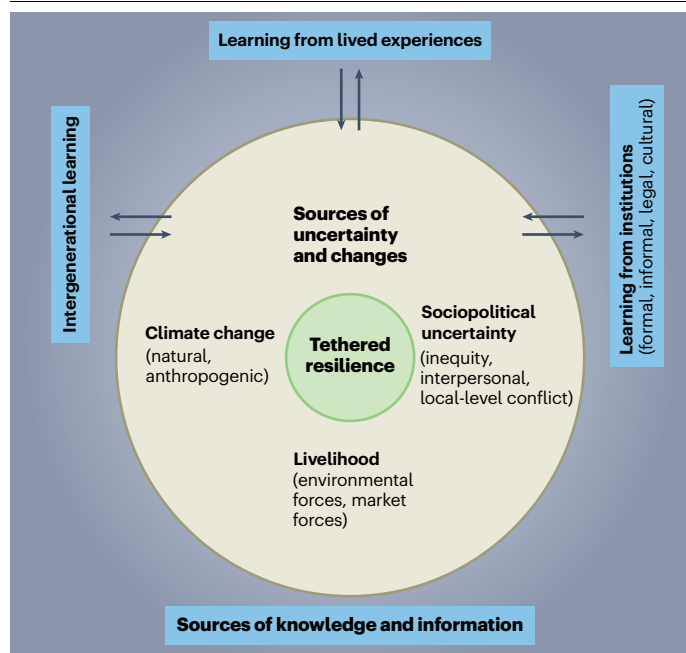 Learning from lived experiences
Intergenerational learning
Learning from institutions
(formal, informal, legal, cultural)
Sources of
uncertainty
and changes
Climate change
(natural,
anthropogenic)
Tethered
resilience
Sociopolitical
uncertainty
(inequity,
interpersonal,
local-level conflict)
Livelihood
(environmental
forces, market
forces)
Sources of knowledge and information